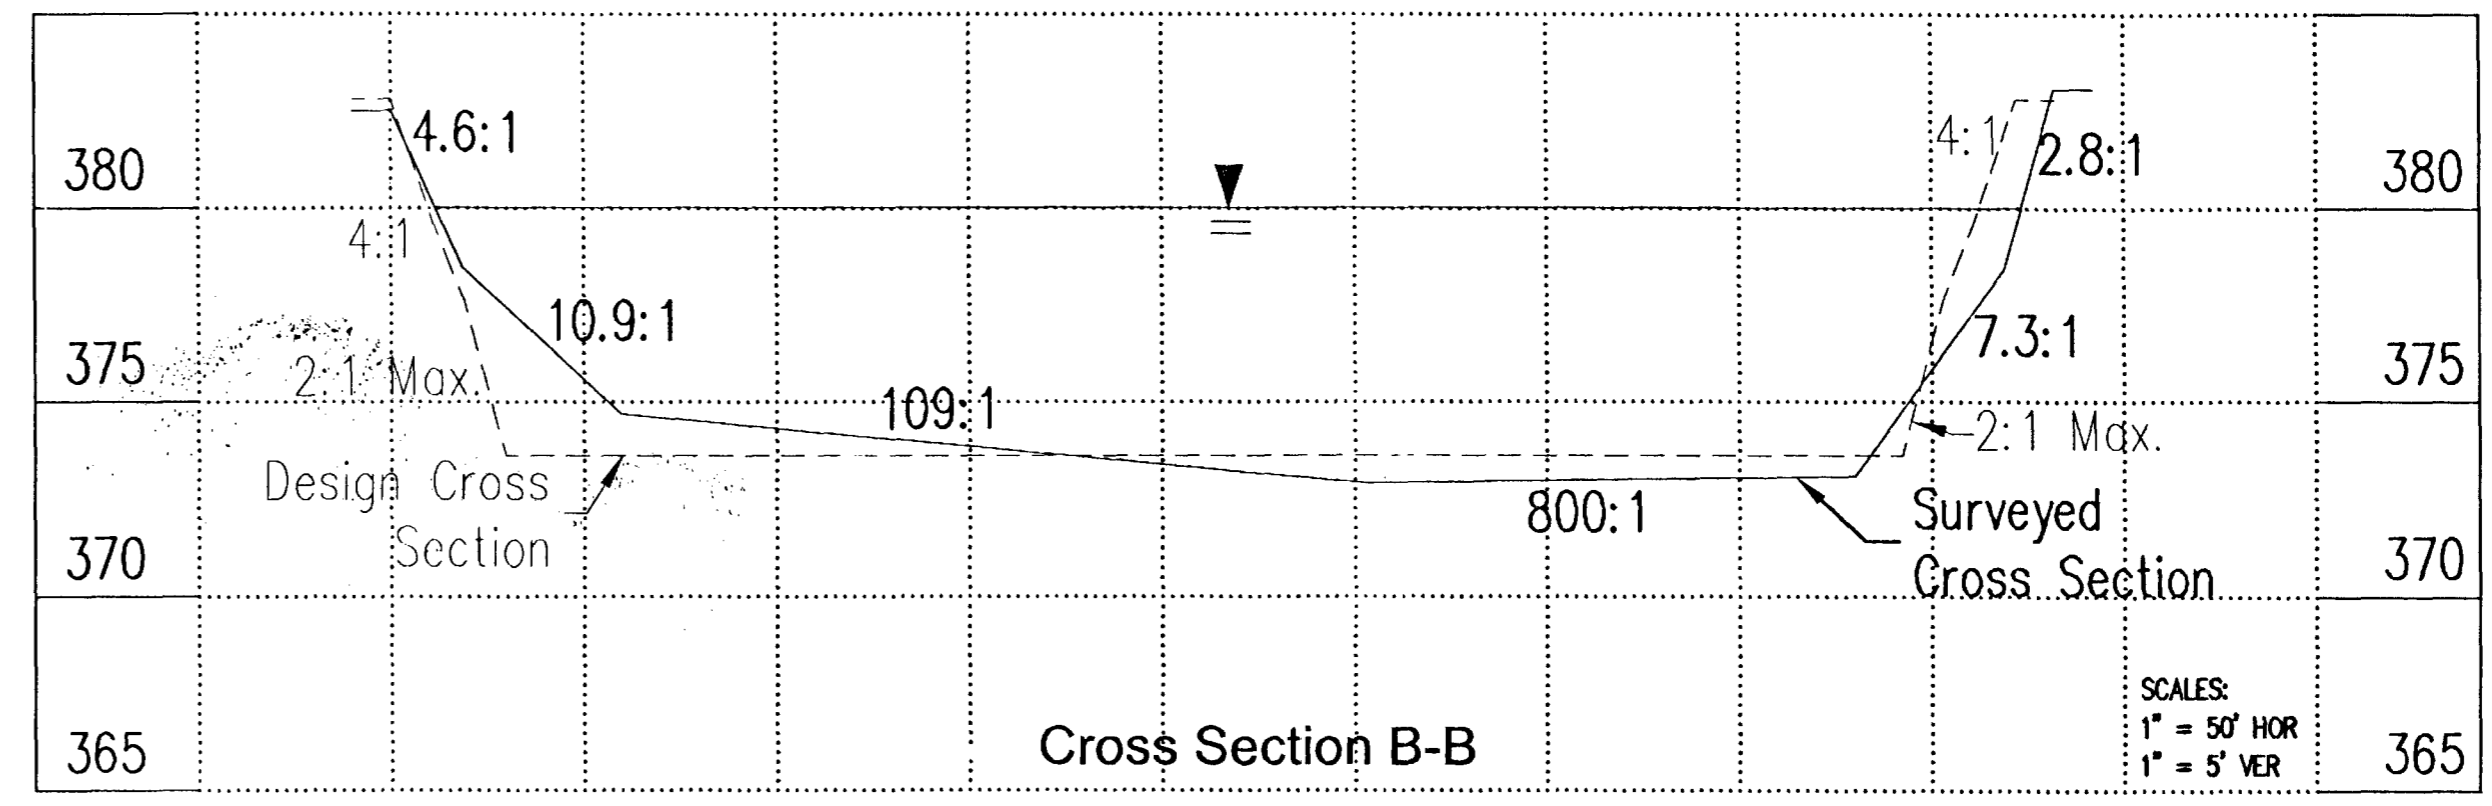 4.6:1
4:1
2.8:1
380
380
4:1
10.9:1
7.3:1
375
2:1 Max.
375
109:1
2:1 Max.
Design Cross
Section
800:1
Surveyed
Cross Section
370
370
SCALES:
1" = 50' HOR
1" = 5' VER
365
Cross Section B-B
365